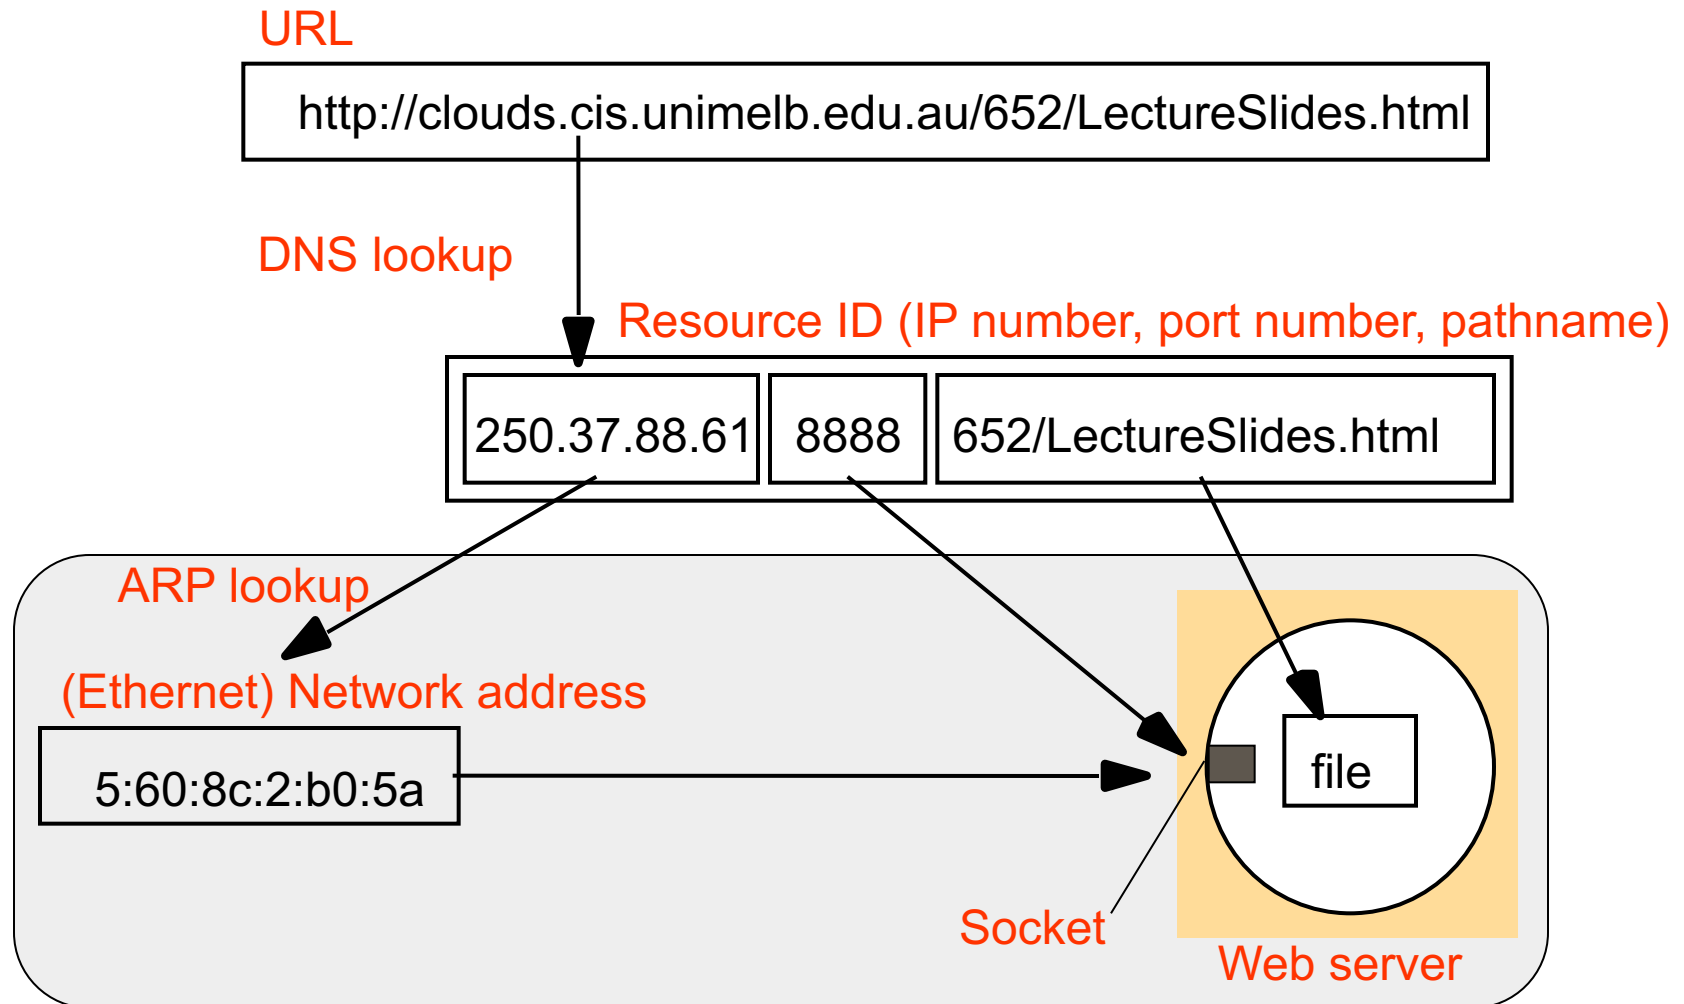 URL
http://clouds.cis.unimelb.edu.au/652/LectureSlides.html
DNS lookup
Resource ID (IP number, port number, pathname)
250.37.88.61 8888 652/LectureSlides.html
ARP lookup
(Ethernet) Network address
5:60:8c:2:b0:5a
file
Socket
Web server